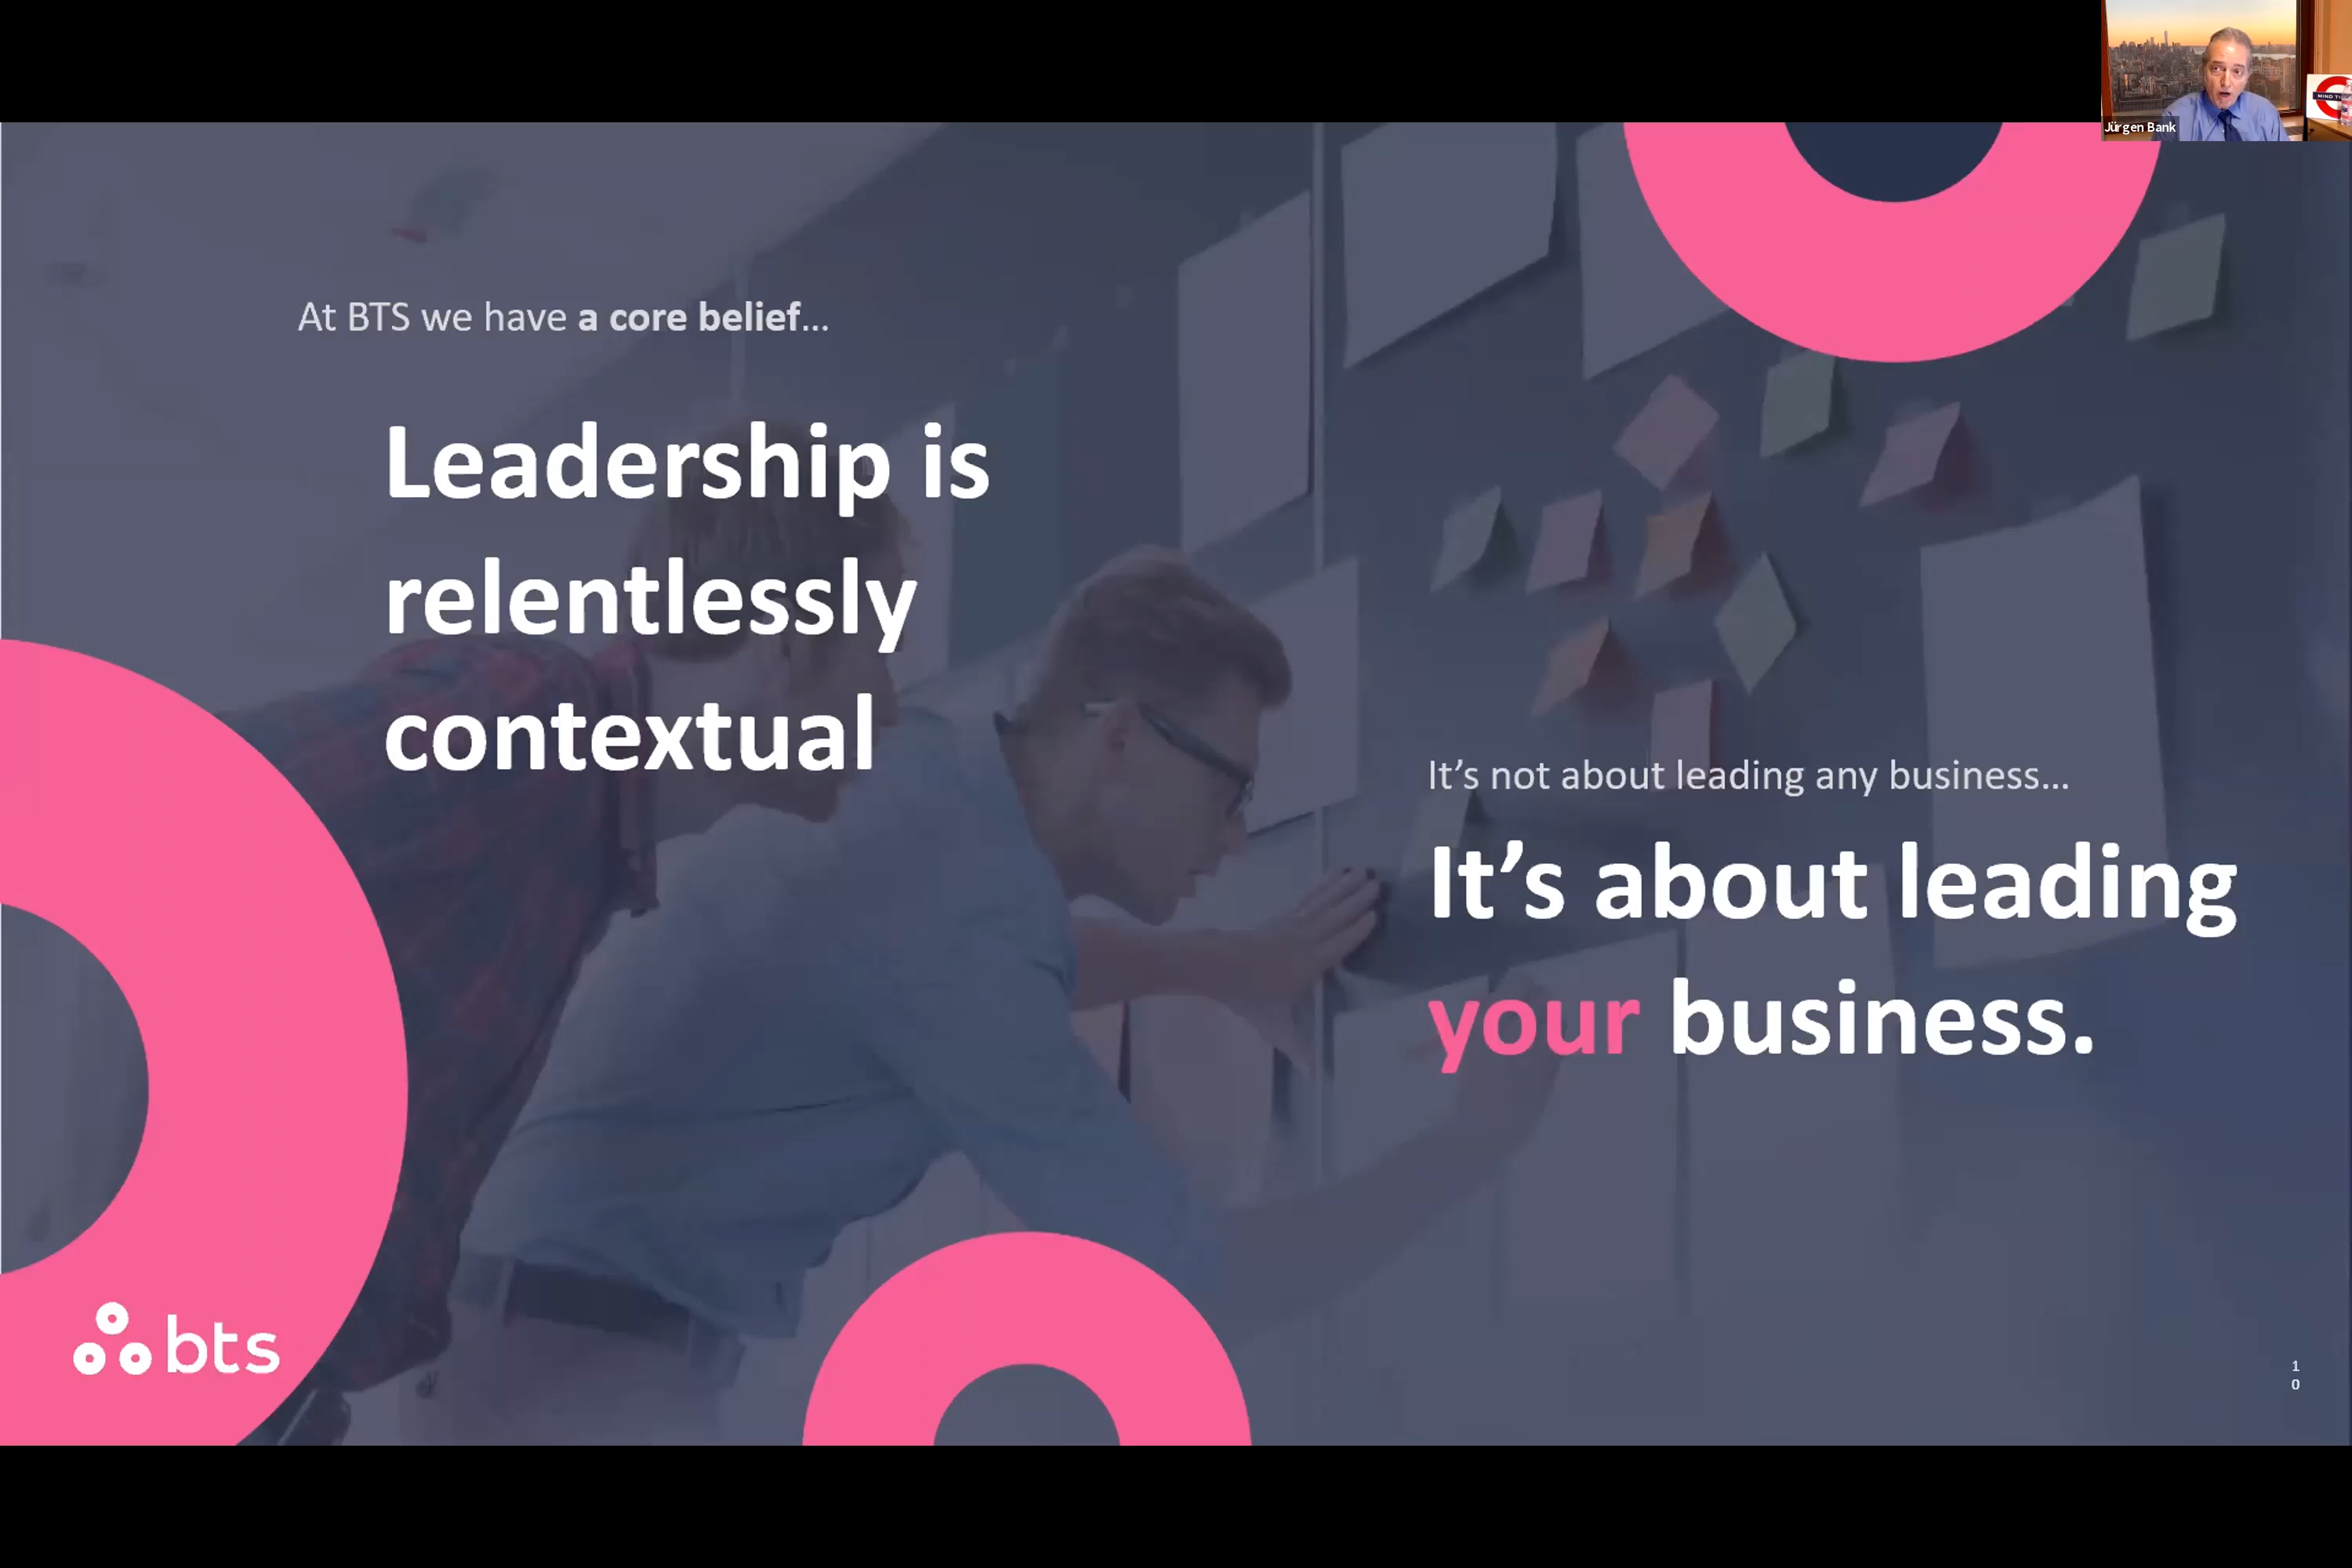 Jürgen Bank
At BTS we have a core belief...
Leadership is
relentlessly
contextual
It's not about leading any business...
It's about leading
your business.
bts
1
0